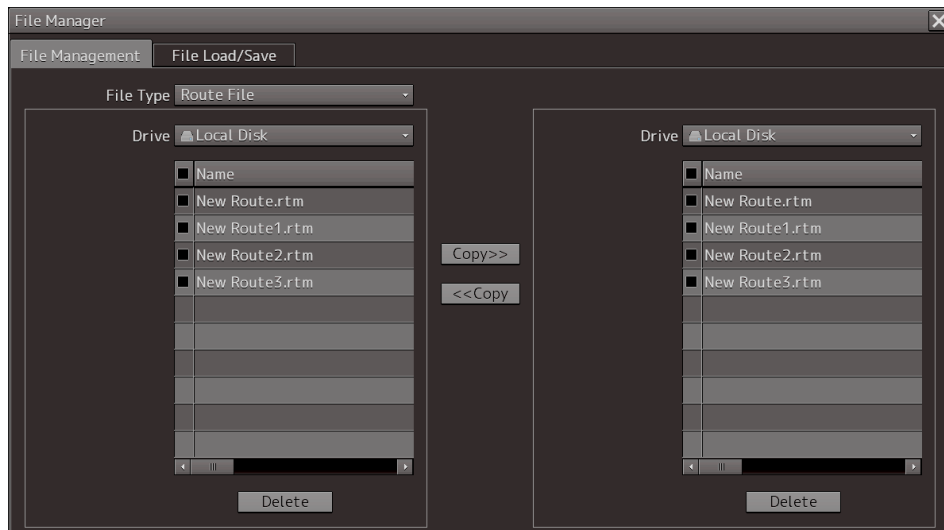 File Manager
File Management
File Load/Save
File Type Route File
Drive Local Disk
Name
New Route.rtm
New Route1.rtm
New Route2.rtm
New Route3.rtm
Delete
Copy>>
<<Copy
Drive Local Disk
Name
New Route.rtm
New Route1.rtm
New Route2.rtm
New Route3.rtm
Delete